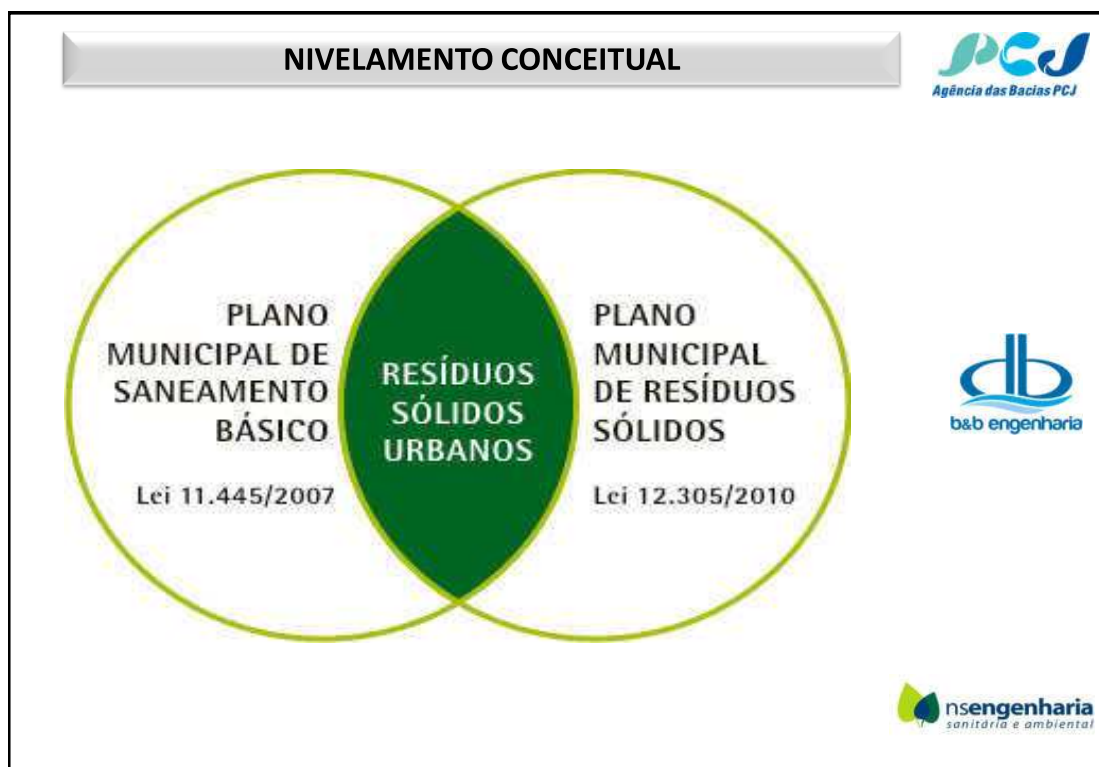 NIVELAMENTO CONCEITUAL
PCJ
Agência das Bacias PCJ
PLANO
MUNICIPAL DE
SANEAMENTO
BÁSICO
Lei 11.445/2007
RESÍDUOS
SÓLIDOS
URBANOS
PLANO
MUNICIPAL
DE RESÍDUOS
SÓLIDOS
Lei 12.305/2010
b&b engenharia
nsengenharia
sanitária e ambiental